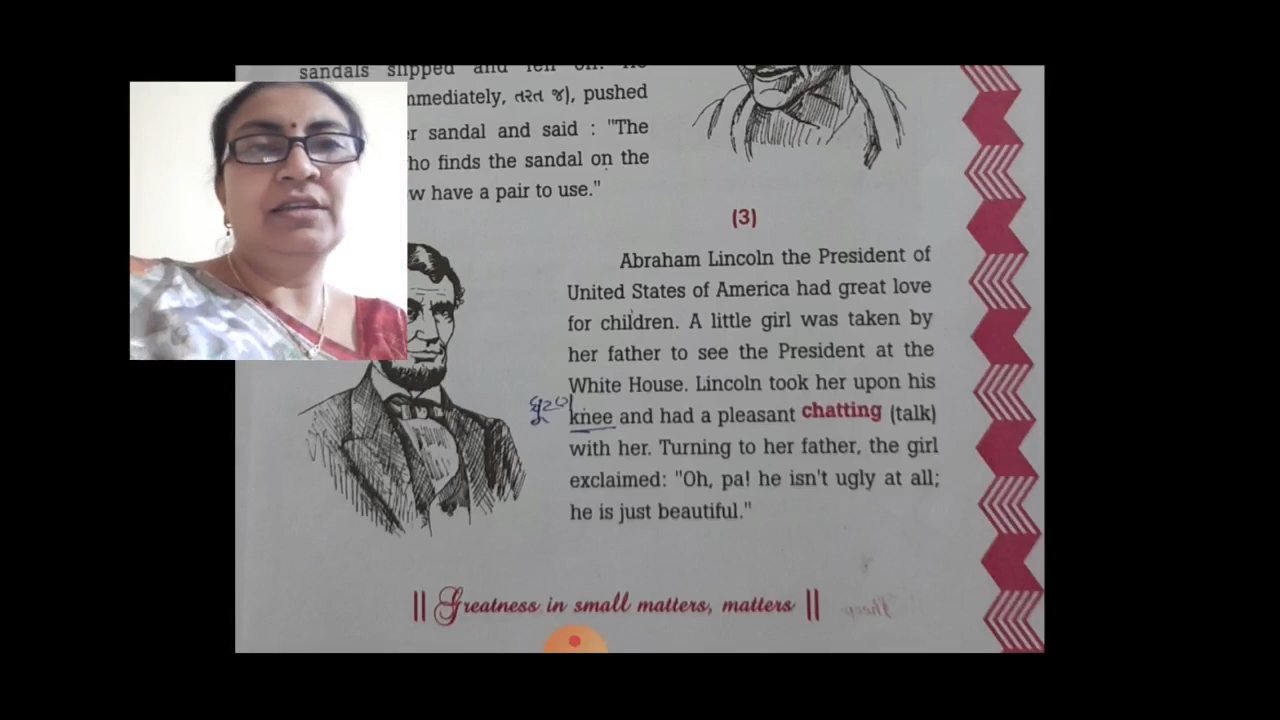 sandals slipped and fell off. He
mmediately, તરત જ), pushed
er sandal and said : "The
ho finds the sandal on the
w have a pair to use."
(3)
Abraham Lincoln the President of
United States of America had great love
for children. A little girl was taken by
her father to see the President at the
White House. Lincoln took her upon his
ઘૂંટણ knee and had a pleasant chatting (talk)
with her. Turning to her father, the girl
exclaimed: "Oh, pa! he isn't ugly at all;
he is just beautiful."
|| Greatness in small matters, matters ||